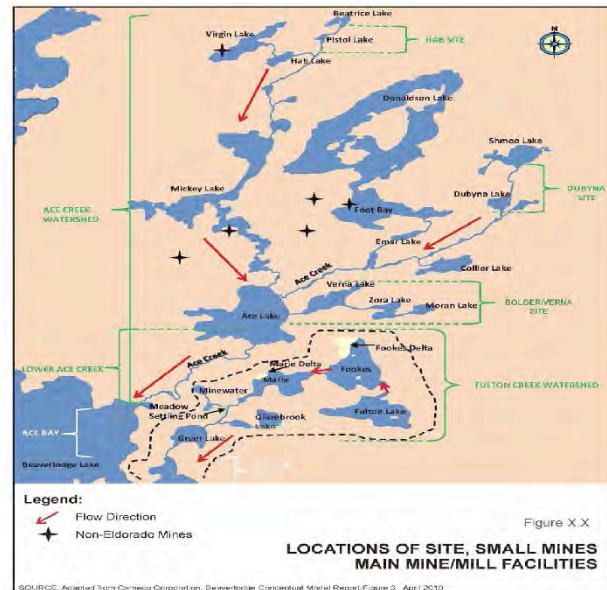 Beatrice Lake
Virgin Lake
Pistol Lake
HAB SITE
N
Hab Lake
Donaldson Lake
Shmoo Lake
Mickey Lake
Dubyna Lake
DUBYNA
SITE
ACE CREEK
WATERSHED
Foot Bay
Emar Lake
Ace Creek
Collier Lake
Verna Lake
Zora Lake
Moran Lake
BOLGER/VERNA
SITE
Ace Lake
LOWER ACE CREEK
Ace Creek
Fookes Delta
Marie Delta
Marie
Fookes
FULTON CREEK WATERSHED
Minewater
Meadow
Settling Pond
Fulton Lake
ACE BAY
Greer Lake
Beaverlodge Lake
Legend:
Flow Direction
Non-Eldorado Mines
Figure X.X
LOCATIONS OF SITE, SMALL MINES
MAIN MINE/MILL FACILITIES
SOURCE: Adapted from Cameco Corporation, Beaverlodge Conceptual Model Report-Figure 3, April 2010